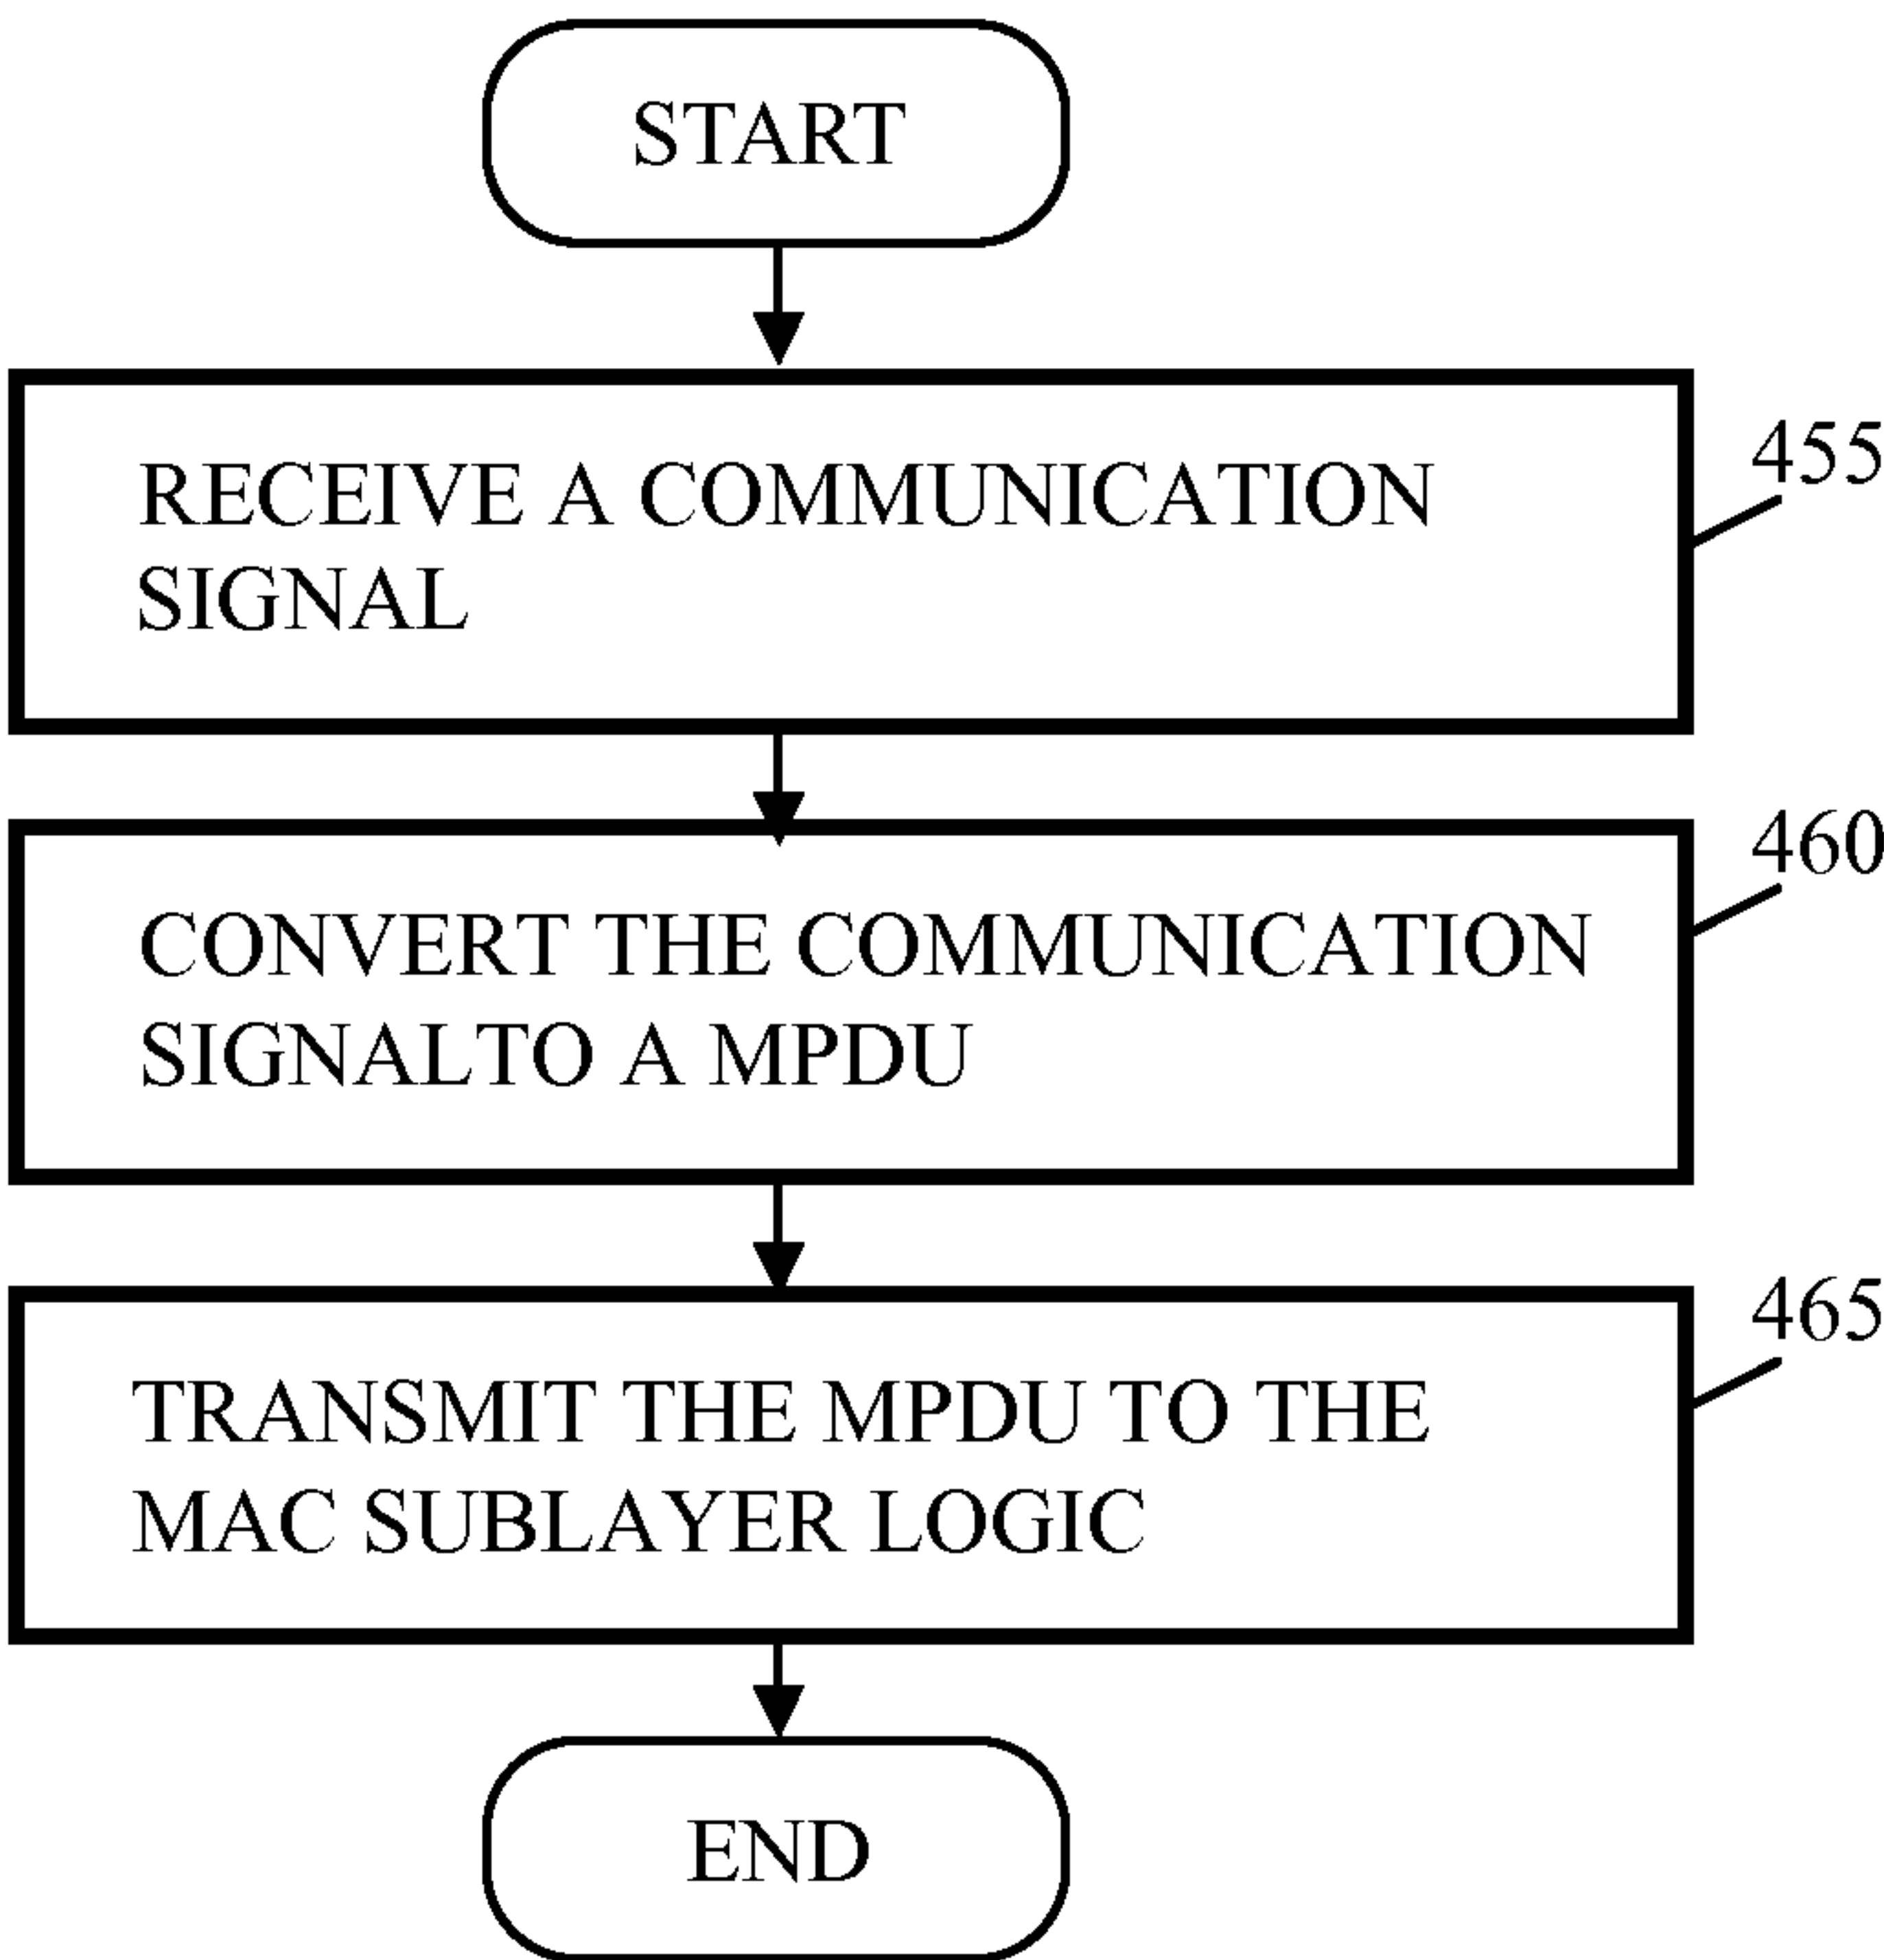 START
RECEIVE A COMMUNICATION
SIGNAL
455
CONVERT THE COMMUNICATION
SIGNALTO A MPDU
460
TRANSMIT THE MPDU TO THE
MAC SUBLAYER LOGIC
465
END